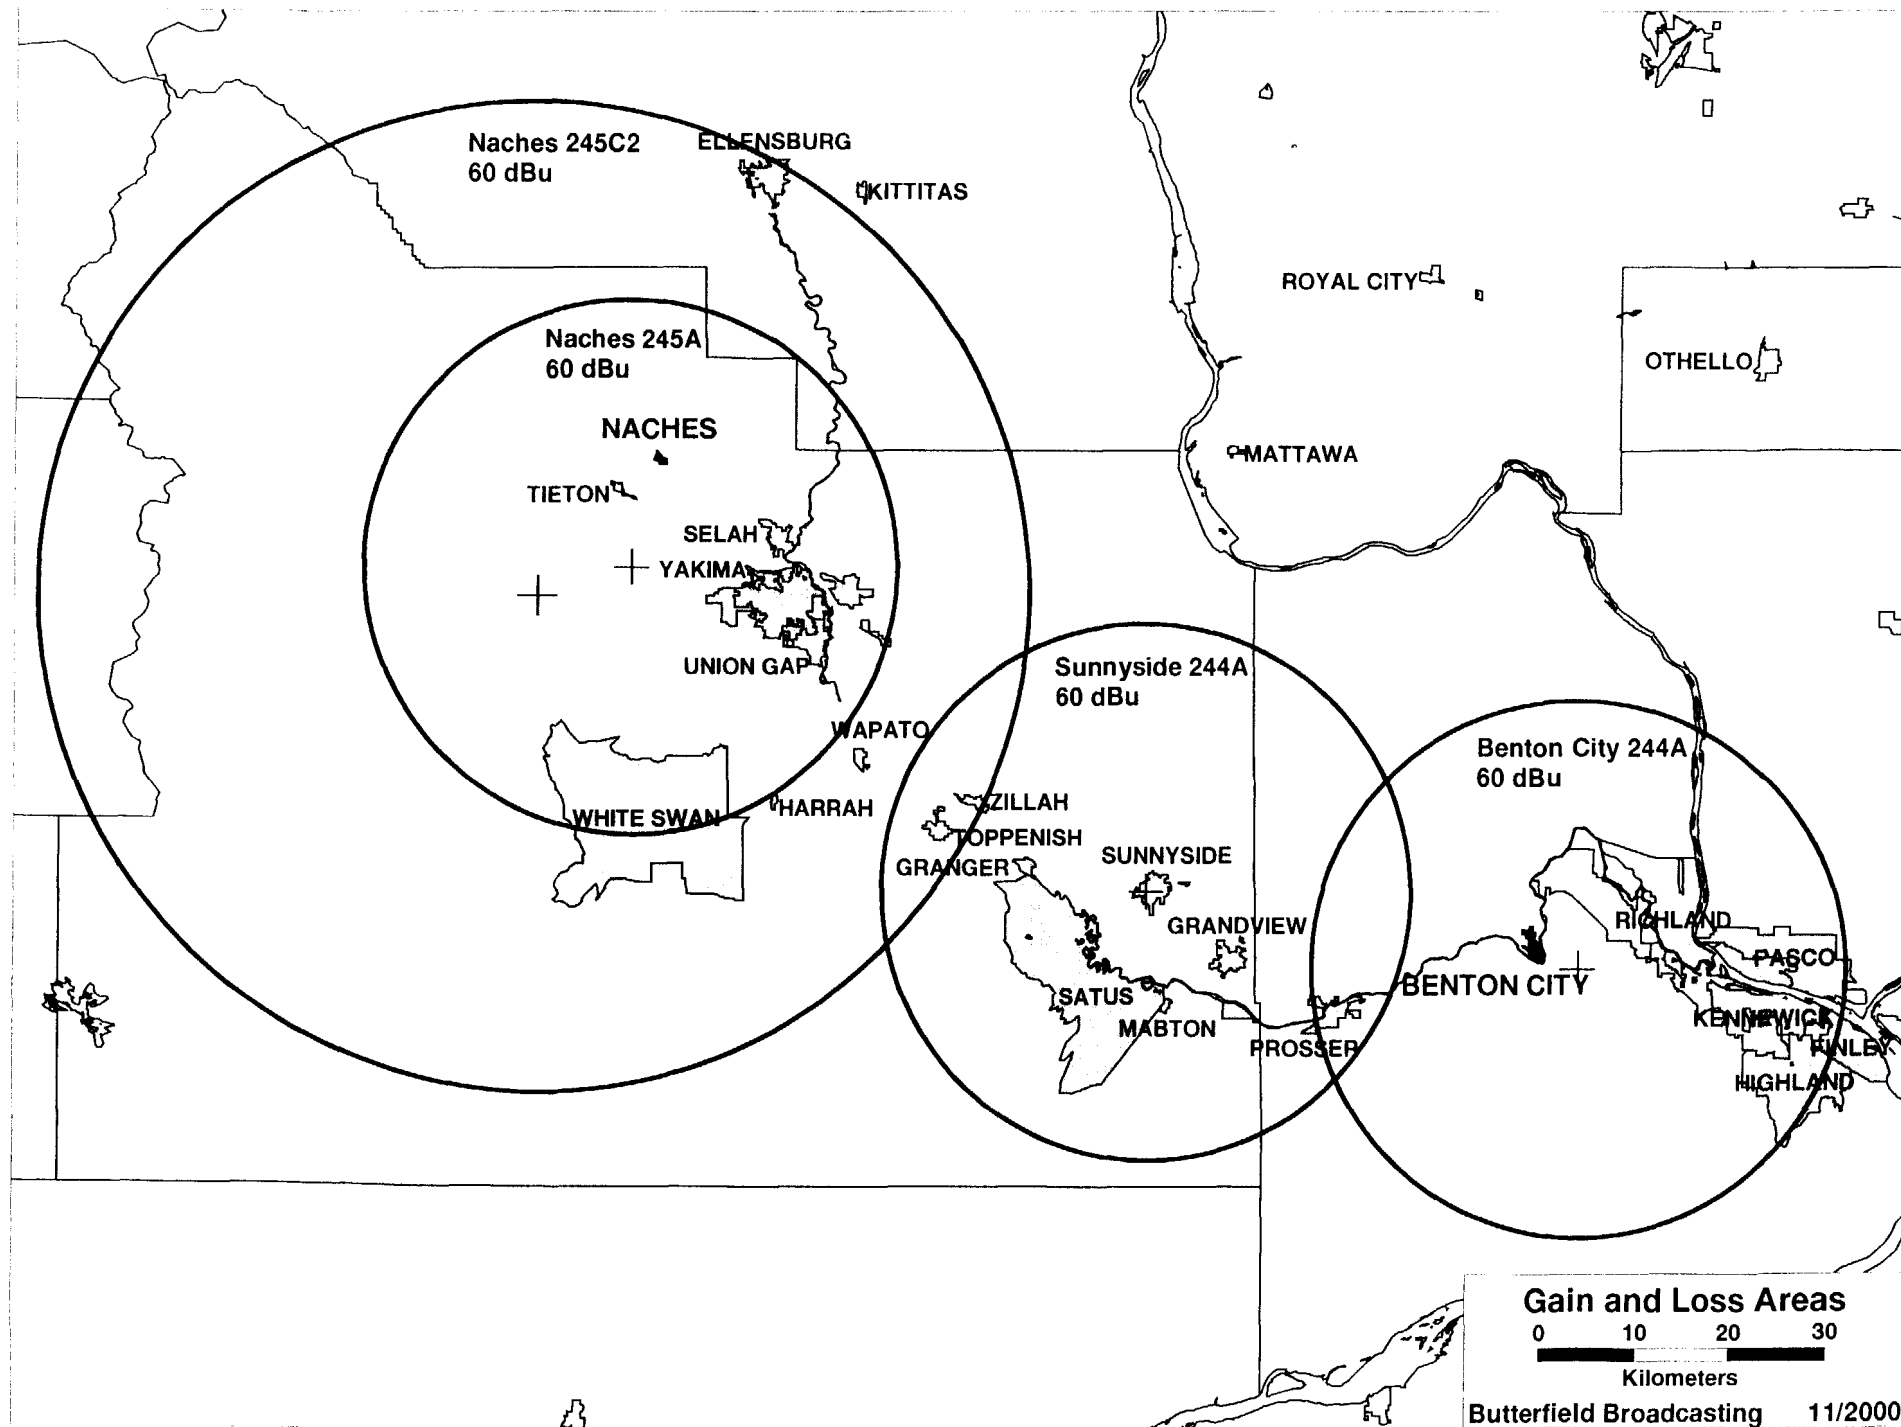 Naches 245C2
60 dBu
ELLENSBURG
KITTITAS
ROYAL CITY
Naches 245A
60 dBu
OTHELLO
NACHES
MATTAWA
TIETON
SELAH
YAKIMA
UNION GAP
Sunnyside 244A
60 dBu
WAPATO
Benton City 244A
60 dBu
HARRAH
ZILLAH
WHITE SWAN
TOPPENISH
GRANGER
SUNNYSIDE
GRANDVIEW
RICHLAND
PASCO
BENTON CITY
SATUS
MABTON
KENNEWICK
PROSSER
FINLEY
HIGHLAND
Gain and Loss Areas
0 10 20 30
Kilometers
Butterfield Broadcasting 11/2000